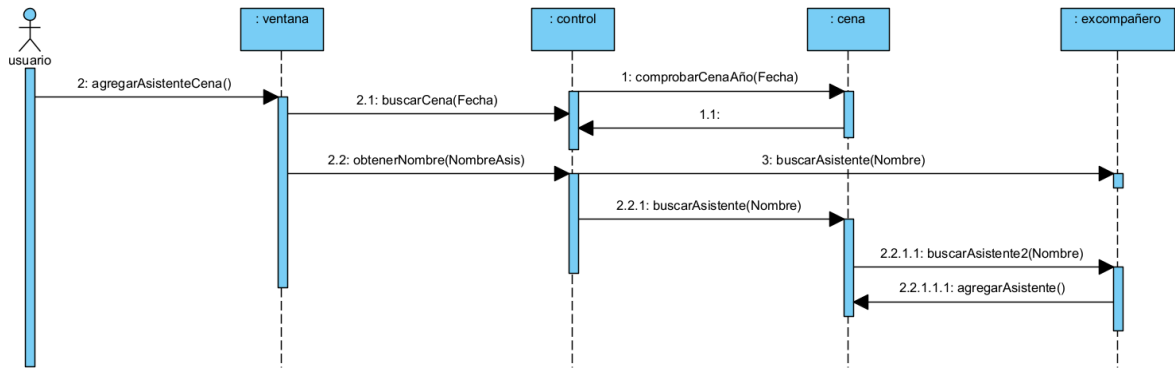 : ventana
: control
: cena
: excompañero
usuario
2: agregarAsistenteCena()
1: comprobarCenaAño(Fecha)
2.1: buscarCena(Fecha)
1.1:
2.2: obtenerNombre(NombreAsis)
3: buscarAsistente(Nombre)
2.2.1: buscarAsistente(Nombre)
2.2.1.1: buscarAsistente2(Nombre)
2.2.1.1.1: agregarAsistente()